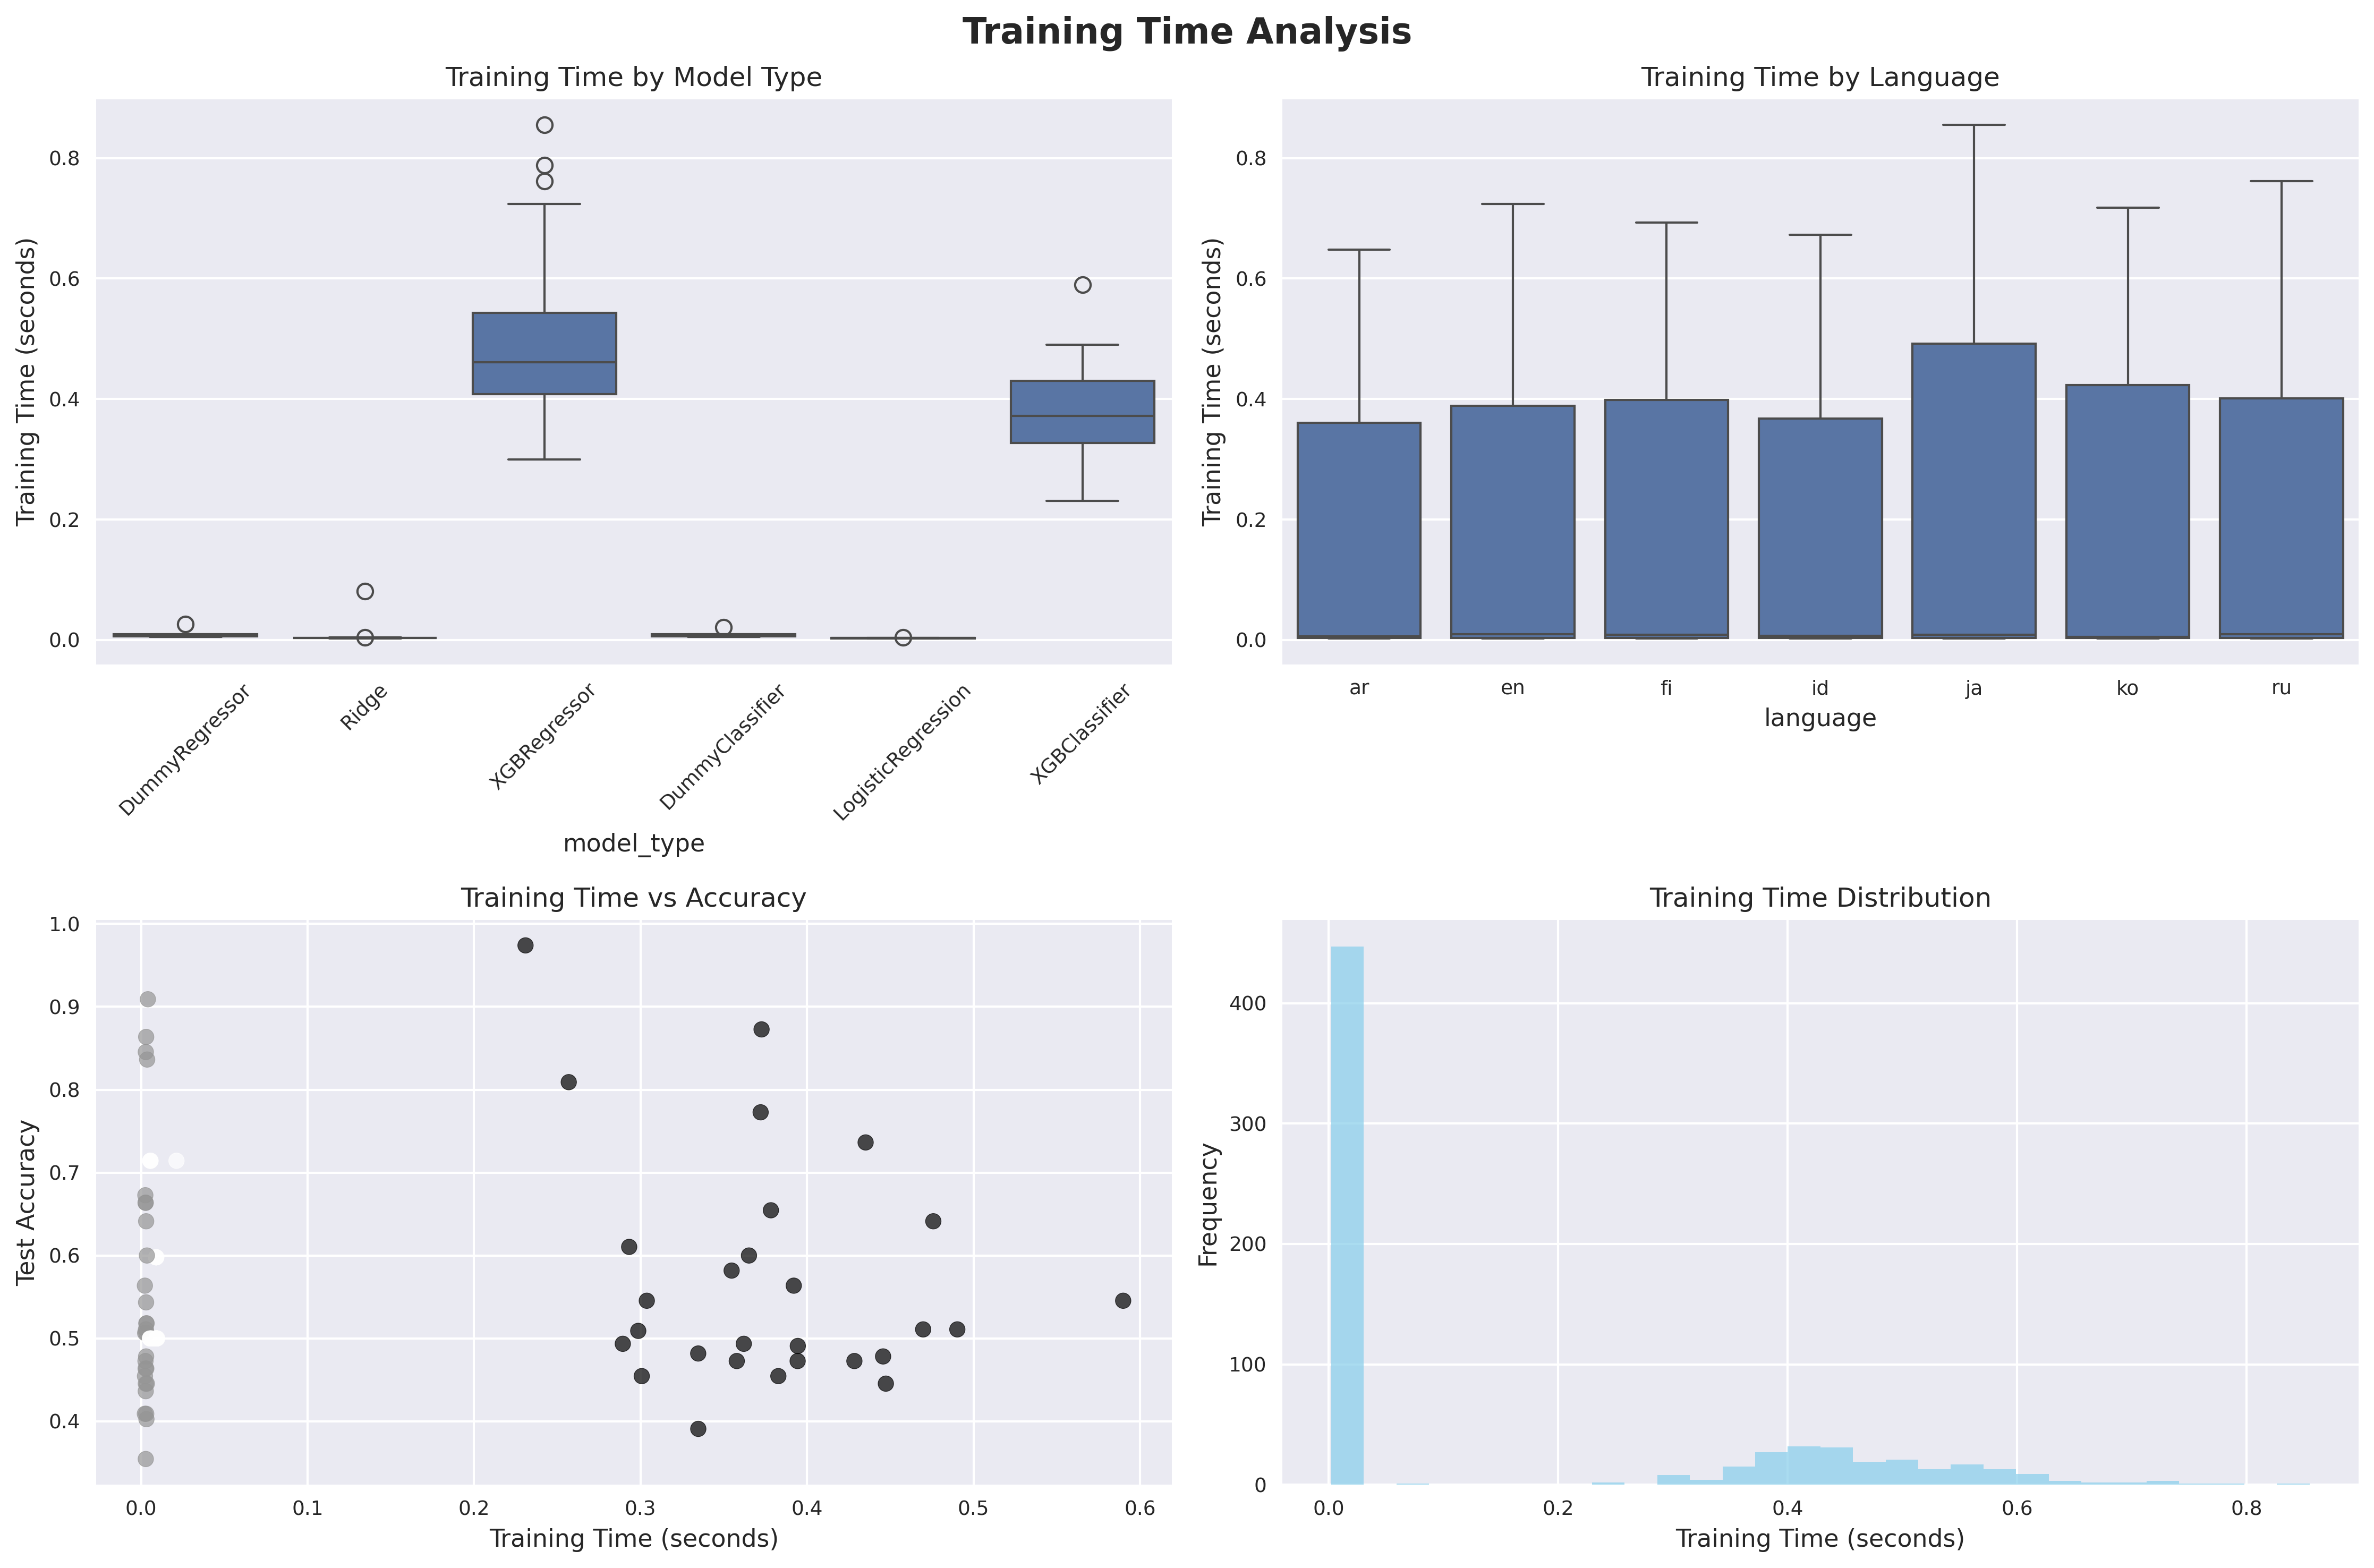 Training Time Analysis
Training Time by Model Type
Training Time (seconds)
0.8
0.6
0.4
0.2
0.0
DummyRegressor
Ridge
XGBRegressor
DummyClassifier
LogisticRegression
XGBClassifier
model_type
Training Time by Language
Training Time (seconds)
0.8
0.6
0.4
0.2
0.0
ar
en
fi
id
ja
ko
ru
language
Training Time vs Accuracy
Test Accuracy
1.0
0.9
0.8
0.7
0.6
0.5
0.4
0.0
0.1
0.2
0.3
0.4
0.5
0.6
Training Time (seconds)
Training Time Distribution
Frequency
400
300
200
100
0
0.0
0.2
0.4
0.6
0.8
Training Time (seconds)